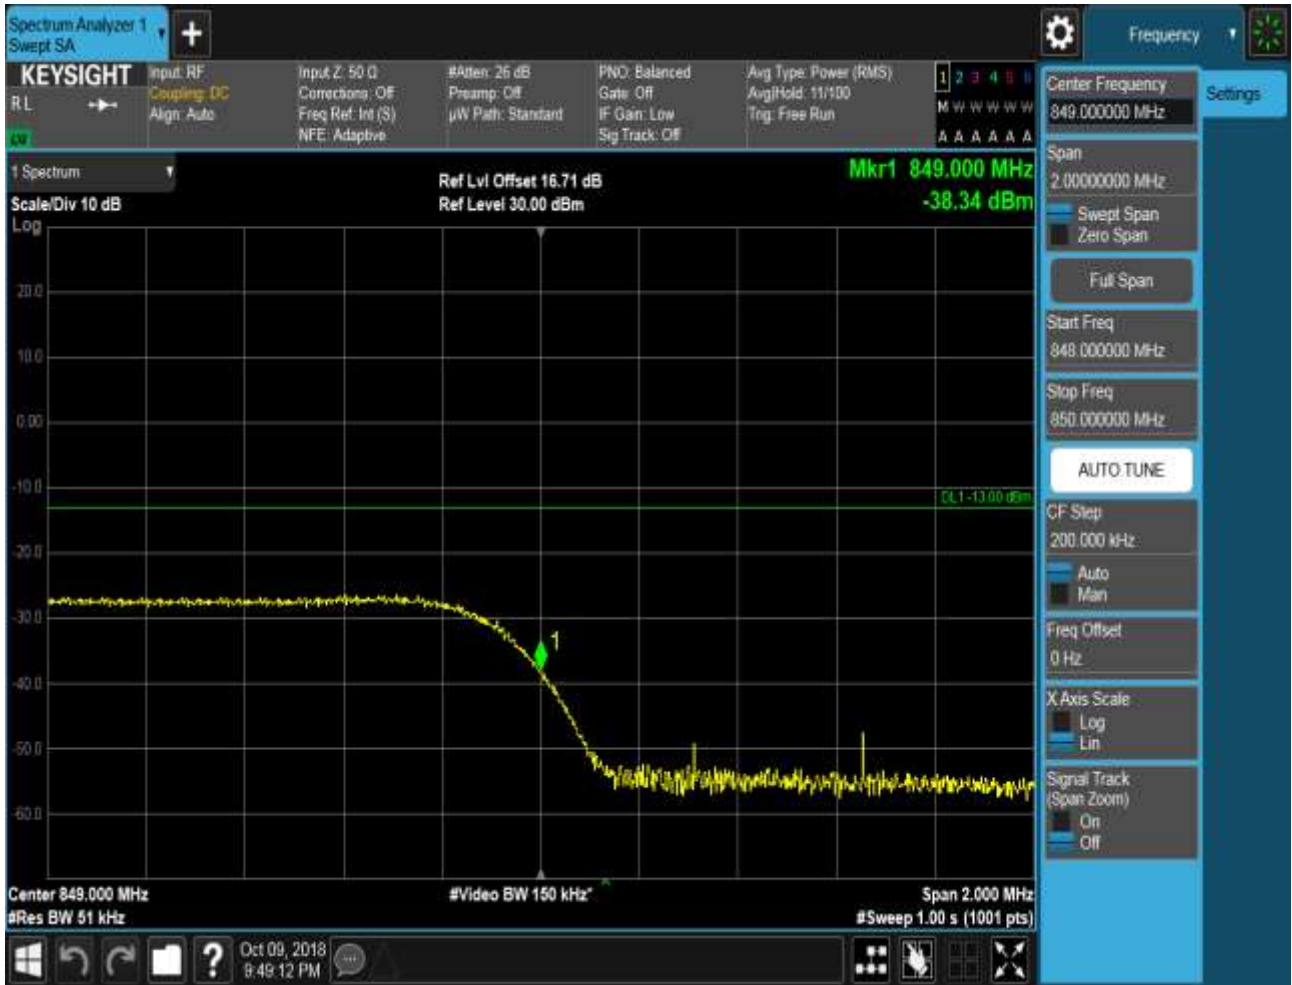 Spectrum Analyzer 1
Swept SA
+
Frequency
KEYSIGHT
R L
Input: RF
Coupling: DC
Align: Auto
Input Z: 50 Ω
Corrections: Off
Freq Ref: Int (S)
NFE: Adaptive
#Atten: 26 dB
Preamp: Off
µW Path: Standard
PNO: Balanced
Gate: Off
IF Gain: Low
Sig Track: Off
Avg Type: Power (RMS)
Avg|Hold: 11/100
Trig: Free Run
1 2 3 4 5 6
M W W W W W
A A A A A A
1 Spectrum
Scale/Div 10 dB
Log
Ref Lvl Offset 16.71 dB
Ref Level 30.00 dBm
Mkr1 849.000 MHz
-38.34 dBm
20.0
10.0
0.00
-10.0
-20.0
-30.0
-40.0
-50.0
-60.0
DL1 -13.00 dBm
1
Center 849.000 MHz
#Res BW 51 kHz
#Video BW 150 kHz*
Span 2.000 MHz
#Sweep 1.00 s (1001 pts)
?
Oct 09, 2018
9:49:12 PM
Center Frequency
849.000000 MHz
Settings
Span
2.00000000 MHz
Swept Span
Zero Span
Full Span
Start Freq
848.000000 MHz
Stop Freq
850.000000 MHz
AUTO TUNE
CF Step
200.000 kHz
Auto
Man
Freq Offset
0 Hz
X Axis Scale
Log
Lin
Signal Track
(Span Zoom)
On
Off